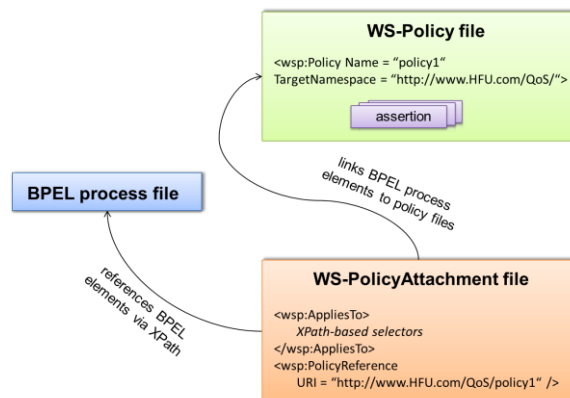 WS-Policy file
<wsp:Policy Name = “policy1“
TargetNamespace = “http://www.HFU.com/QoS/“>
assertion
links BPEL process
elements to policy files
BPEL process file
references BPEL
elements via XPath
WS-PolicyAttachment file
<wsp:AppliesTo>
XPath-based selectors
</wsp:AppliesTo>
<wsp:PolicyReference
URI = “http://www.HFU.com/QoS/policy1“ />